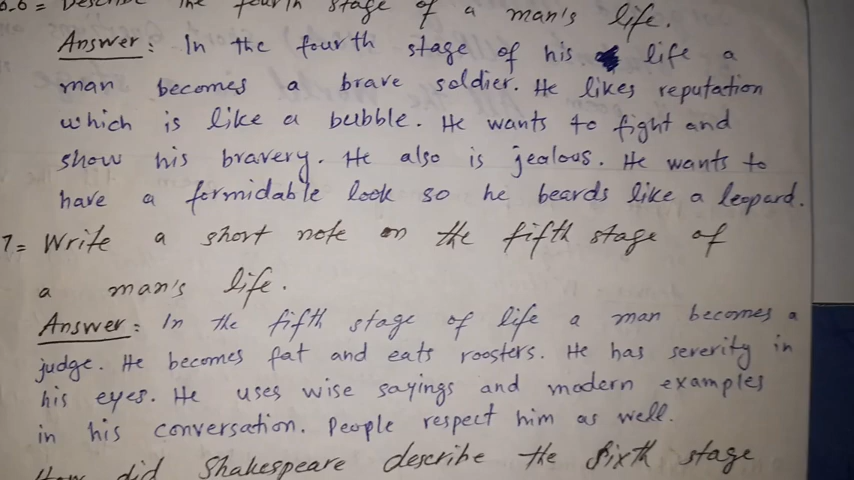 Q.6 = Describe the fourth stage of a man's life.
Answer: In the fourth stage of his life a
man becomes a brave soldier. He likes reputation
which is like a bubble. He wants to fight and
show his bravery. He also is jealous. He wants to
have a formidable look so he beards like a leopard.
7= Write a short note on the fifth stage of
a man's life.
Answer: In the fifth stage of life a man becomes a
judge. He becomes fat and eats roosters. He has severity in
his eyes. He uses wise sayings and modern examples
in his conversation. People respect him as well.
How did Shakespeare describe the sixth stage